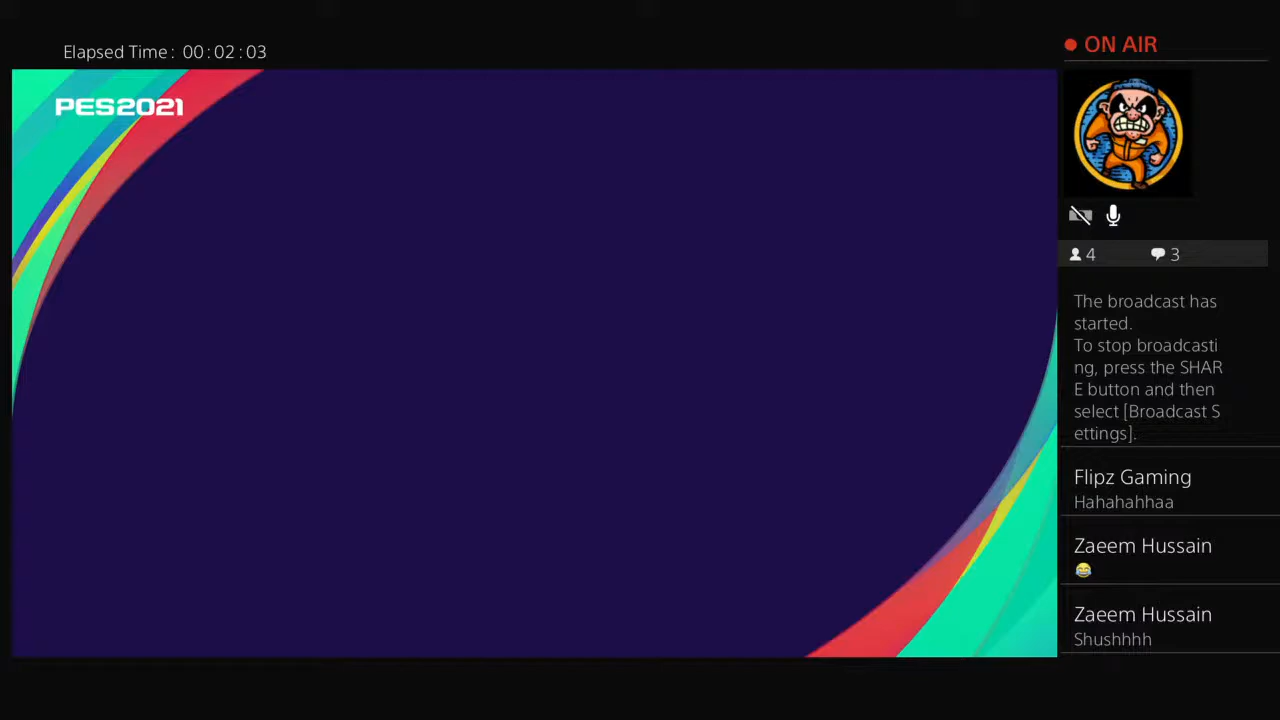 Elapsed Time: 00:02:03
ON AIR
PES2021
4 3
The broadcast has
started.
To stop broadcasti
ng, press the SHAR
E button and then
select [Broadcast S
ettings].
Flipz Gaming
Hahahahhaa
Zaeem Hussain
😂
Zaeem Hussain
Shushhhh